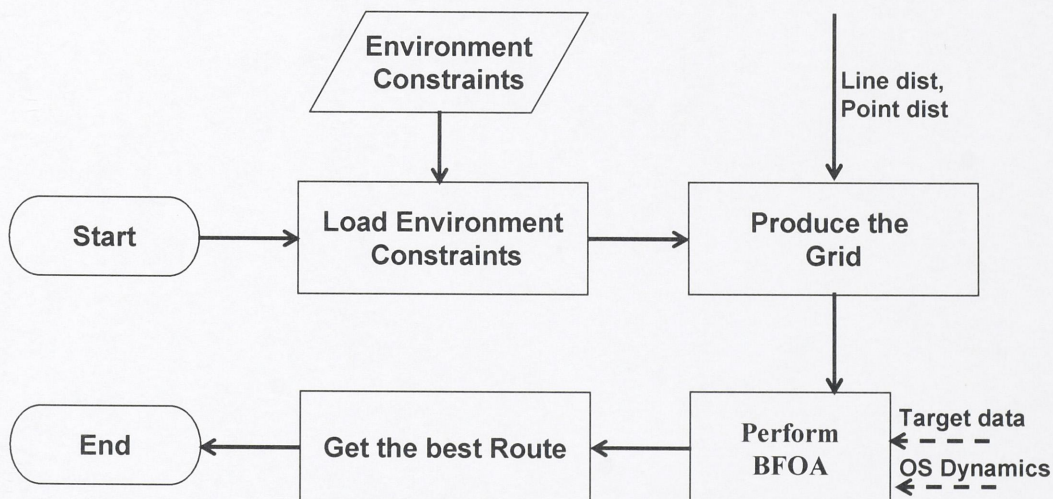 Environment
Constraints
Line dist,
Point dist
Start
Load Environment
Constraints
Produce the
Grid
End
Get the best Route
Perform
BFOA
Target data
OS Dynamics